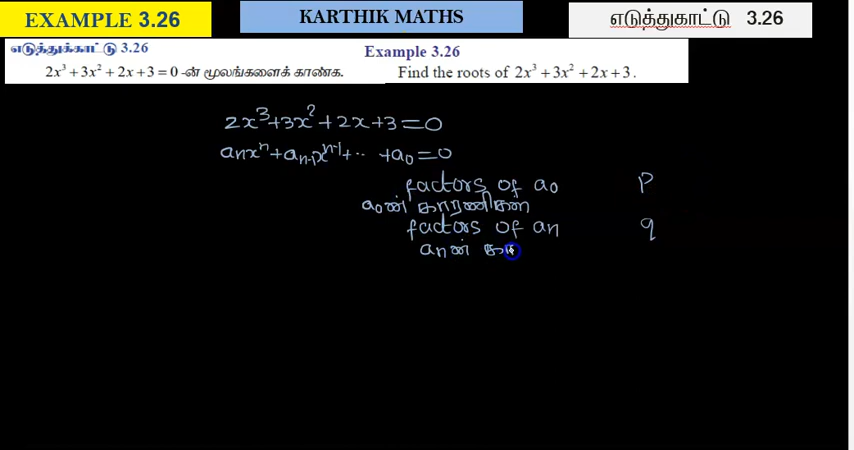 EXAMPLE 3.26
KARTHIK MATHS
எடுத்துகாட்டு 3.26
எடுத்துக்காட்டு 3.26
2x³ + 3x² + 2x + 3 = 0 -ன் மூலங்களைக் காண்க.
Example 3.26
Find the roots of 2x³ + 3x² + 2x + 3 .
2x³+3x²+2x+3=0
aₙxⁿ+aₙ₋₁xⁿ⁻¹+ ·· +a₀=0
factors of a₀ p
a₀ன் காரணிகள்
factors of aₙ q
aₙன் கா